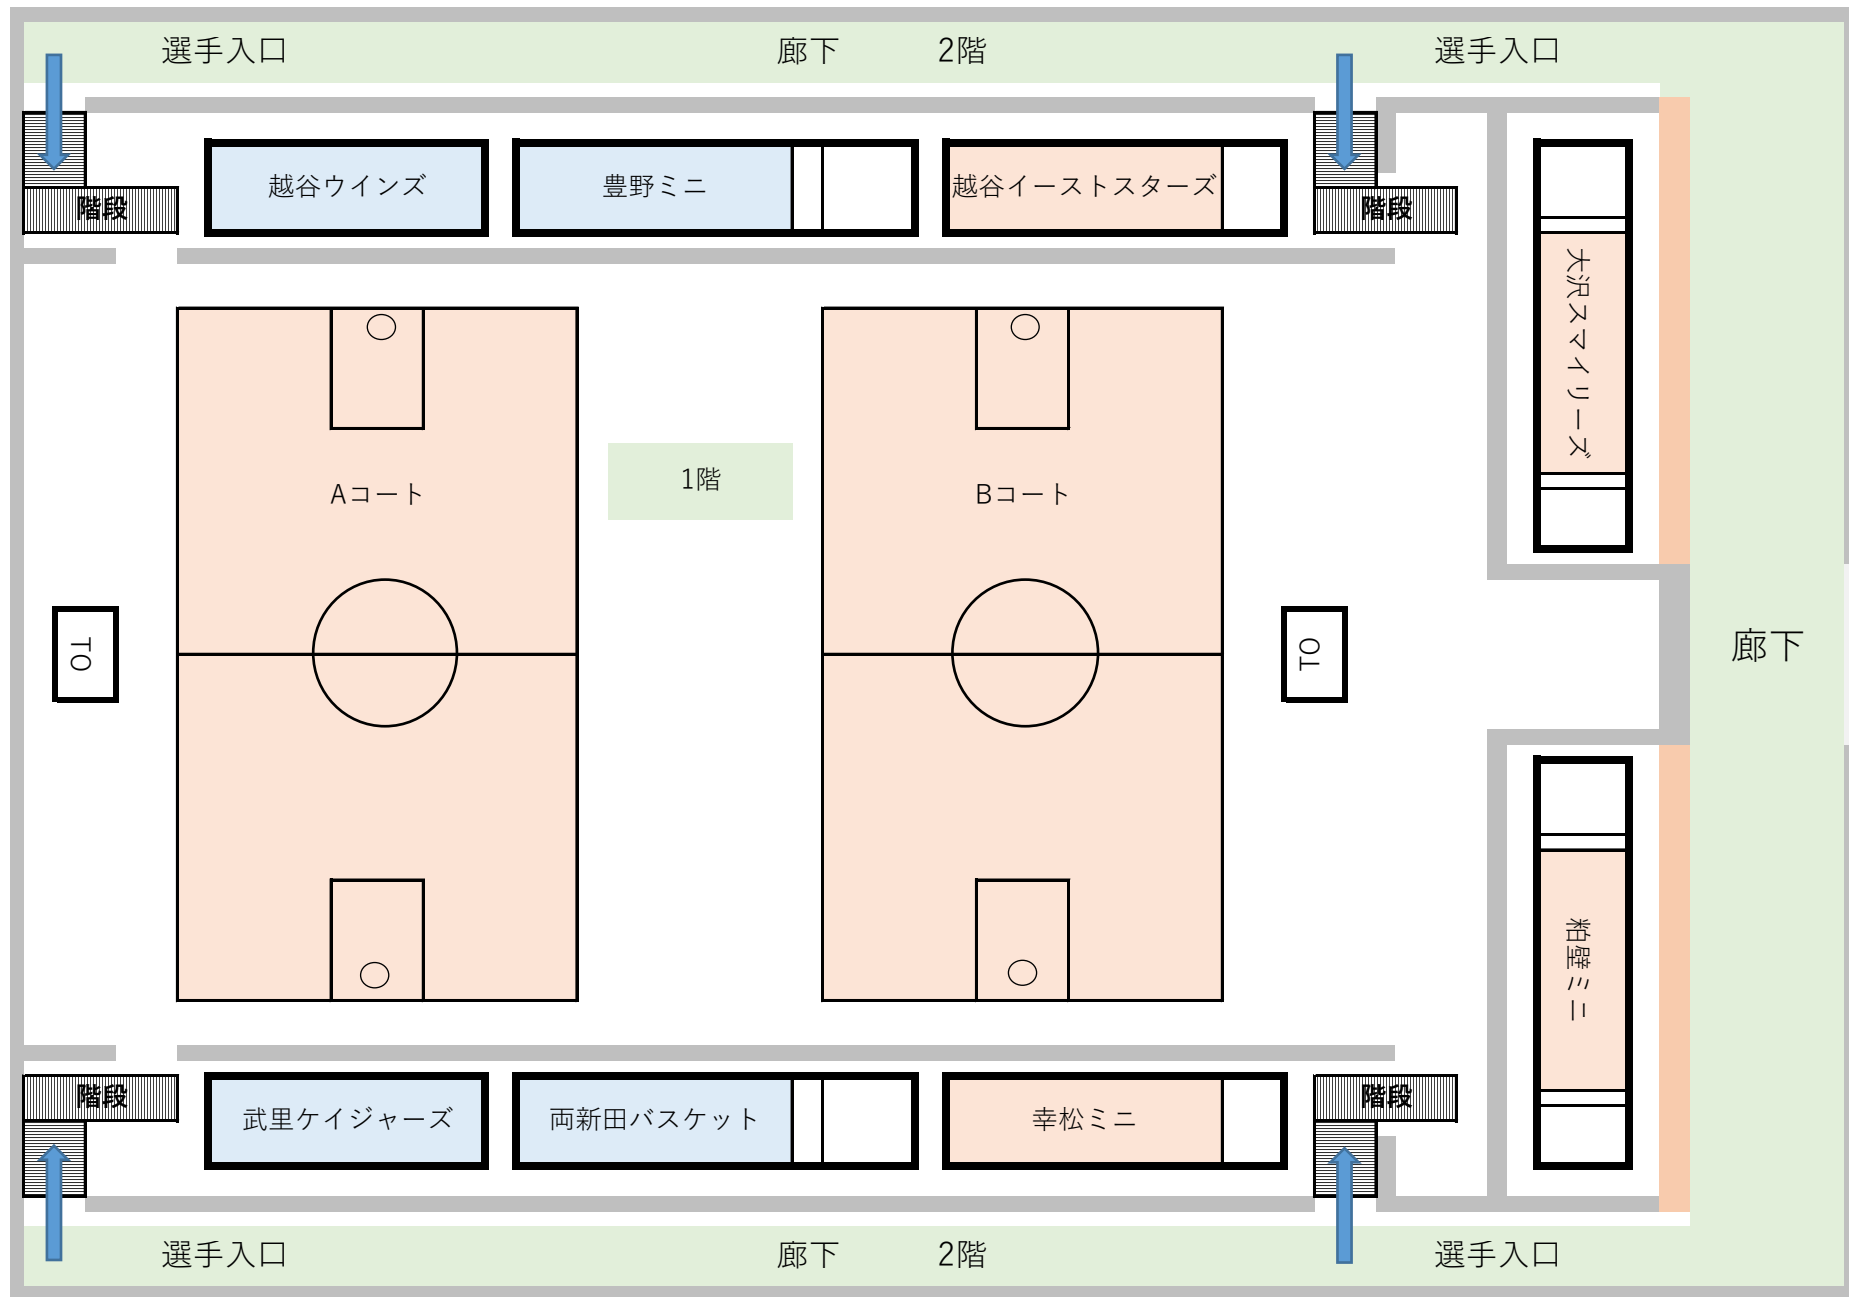 選手入口 廊下 2階 選手入口
越谷ウインズ 豊野ミニ 越谷イーストスターズ
階段 階段
大沢スマイリーズ
1階
Aコート Bコート
TO TO
廊下
粕壁ミニ
階段 階段
武里ケイジャーズ 両新田バスケット 幸松ミニ
選手入口 廊下 2階 選手入口